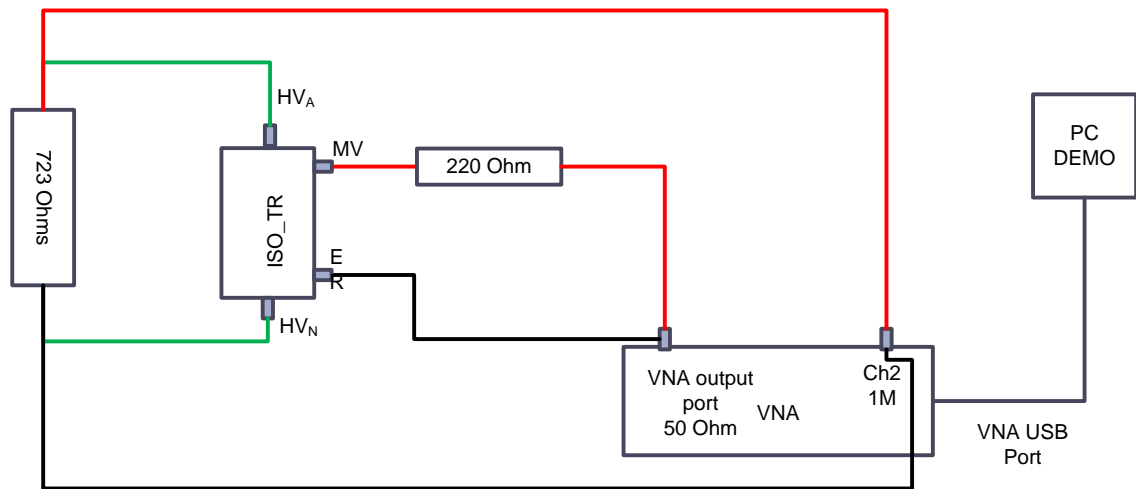 HVA
MV
220 Ohm
723 Ohms
ISO_TR
E
R
HVN
PC
DEMO
VNA output
port
50 Ohm
VNA
Ch2
1M
VNA USB
Port